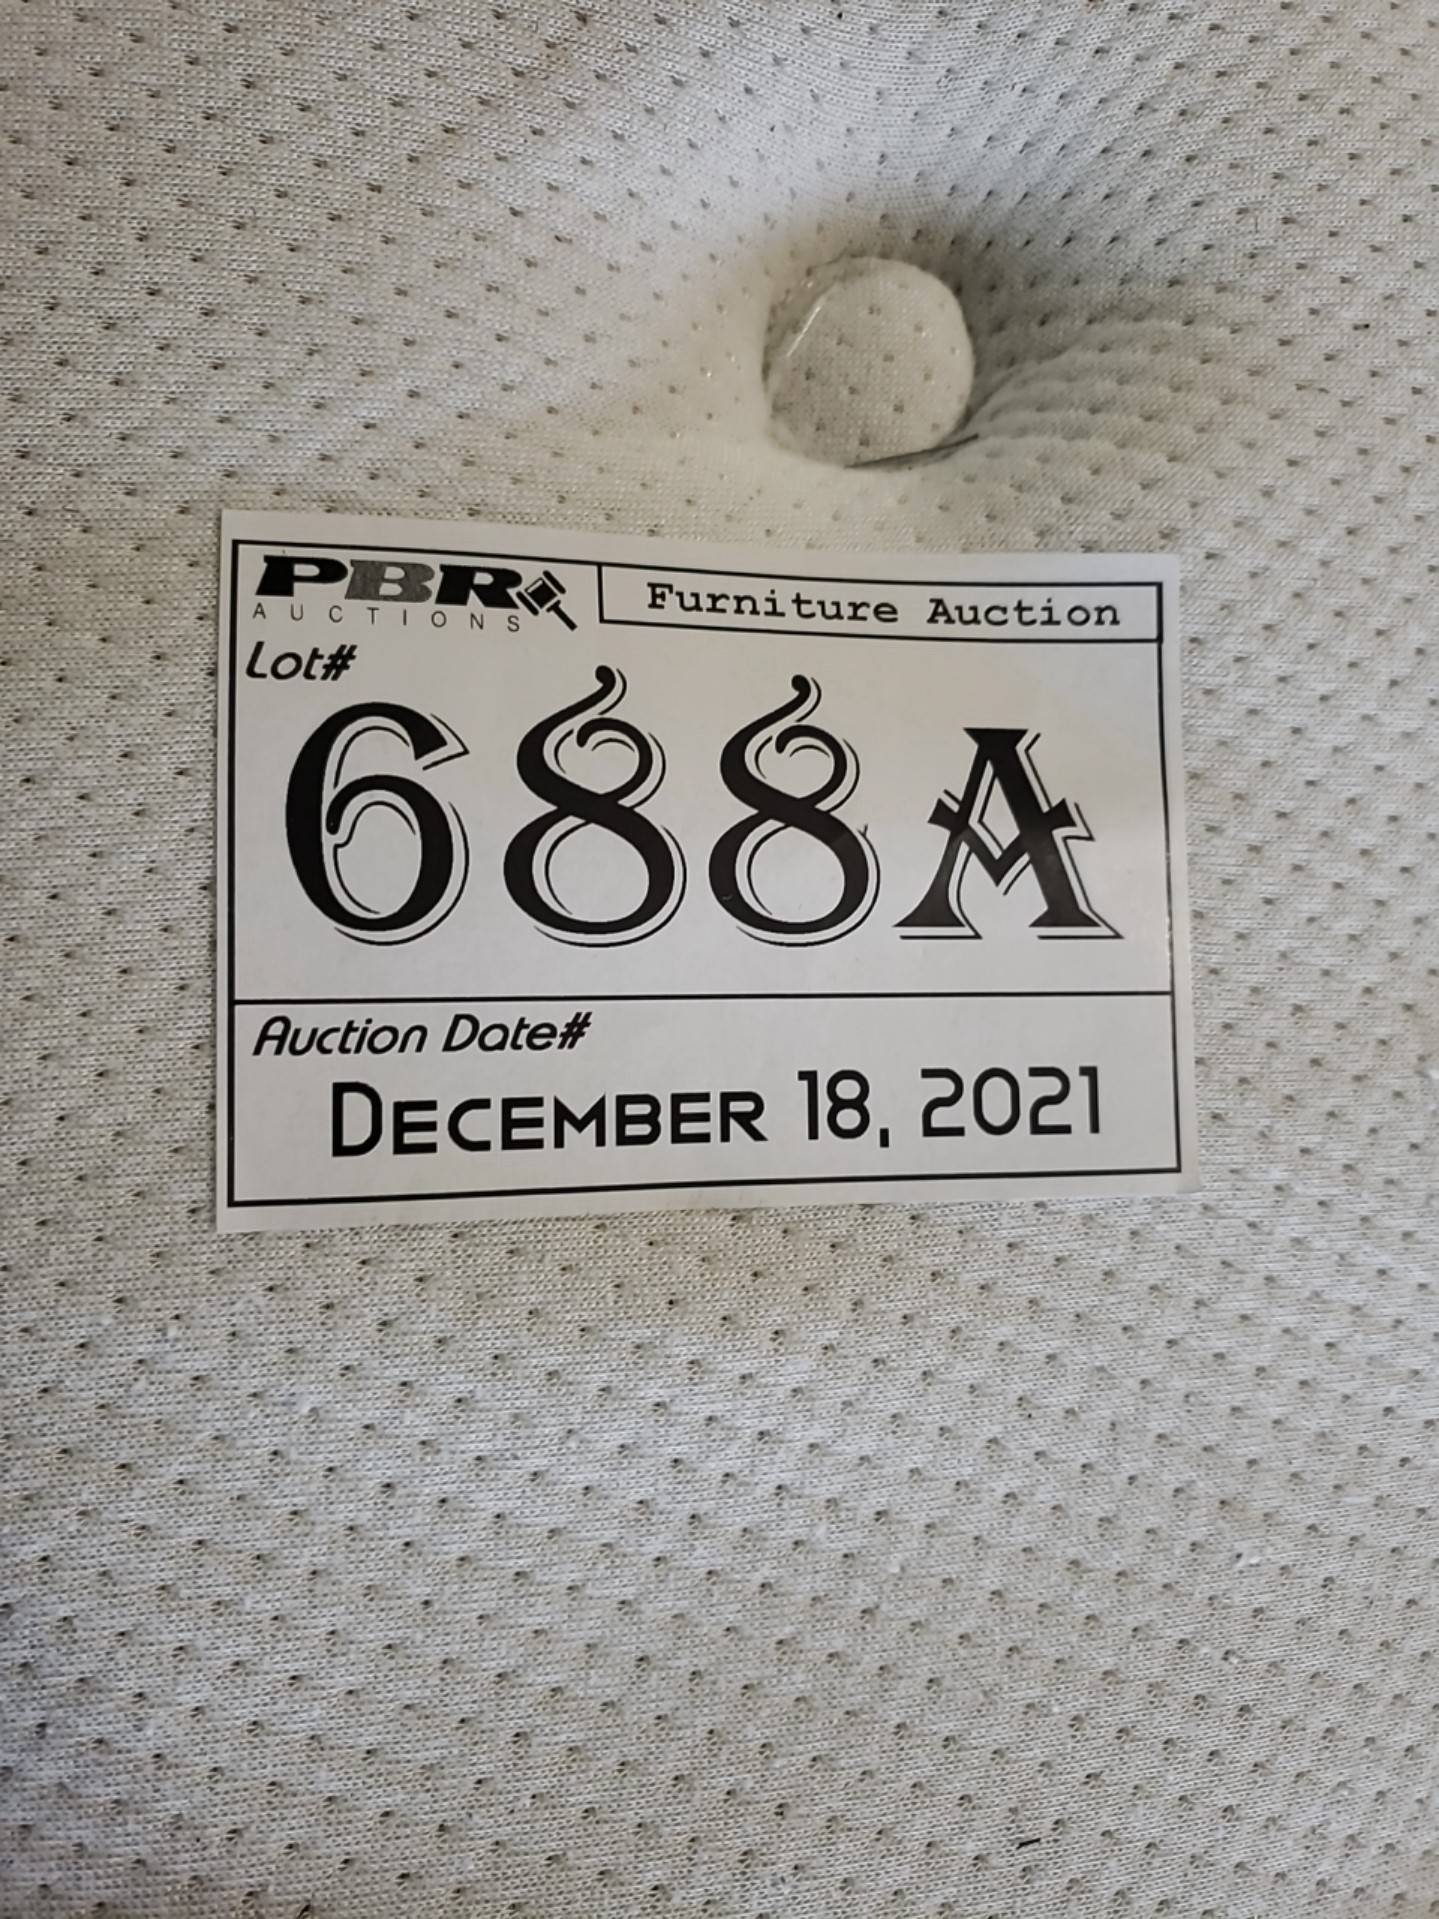 PBR
AUCTIONS
Furniture Auction
Lot#
688A
Auction Date#
DECEMBER 18, 2021